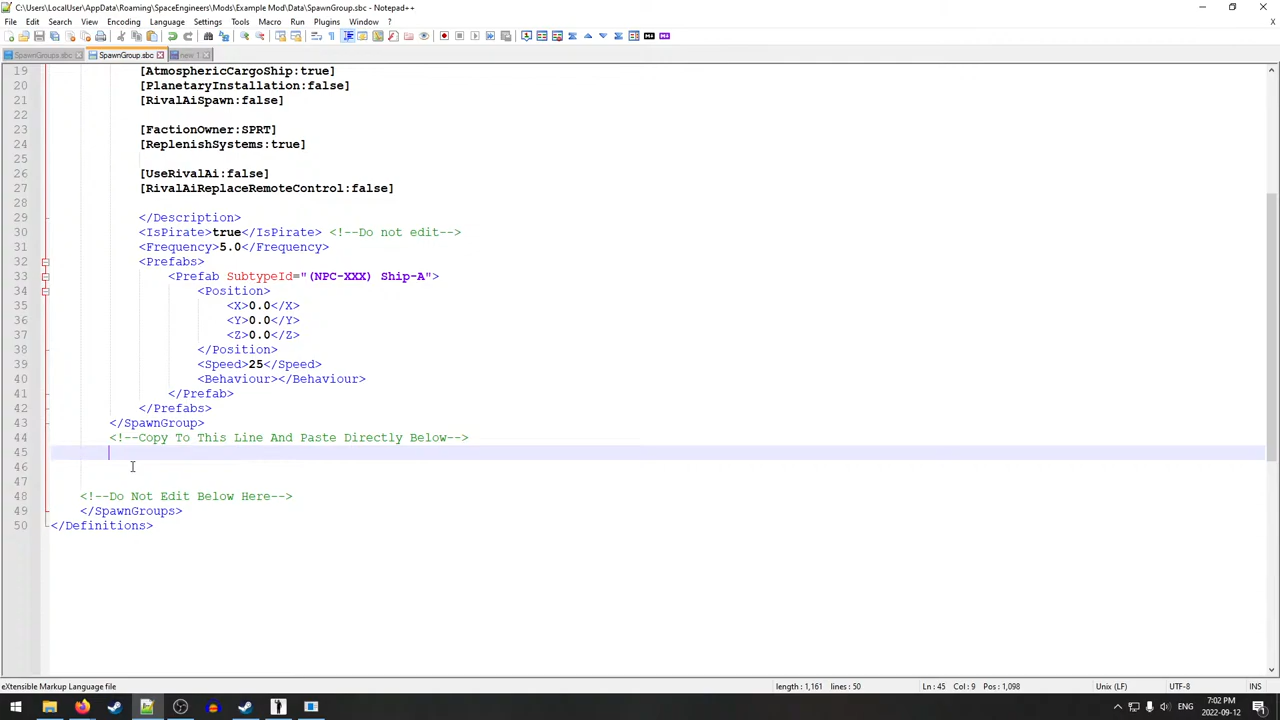 C:\Users\LocalUser\AppData\Roaming\SpaceEngineers\Mods\Example Mod\Data\SpawnGroup.sbc - Notepad++
File Edit Search View Encoding Language Settings Tools Macro Run Plugins Window ?
SpawnGroups.sbc SpawnGroup.sbc new 1
19 [AtmosphericCargoShip:true]
20 [PlanetaryInstallation:false]
21 [RivalAiSpawn:false]
22
23 [FactionOwner:SPRT]
24 [ReplenishSystems:true]
25
26 [UseRivalAi:false]
27 [RivalAiReplaceRemoteControl:false]
28
29 </Description>
30 <IsPirate>true</IsPirate> <!--Do not edit-->
31 <Frequency>5.0</Frequency>
32 <Prefabs>
33 <Prefab SubtypeId="(NPC-XXX) Ship-A">
34 <Position>
35 <X>0.0</X>
36 <Y>0.0</Y>
37 <Z>0.0</Z>
38 </Position>
39 <Speed>25</Speed>
40 <Behaviour></Behaviour>
41 </Prefab>
42 </Prefabs>
43 </SpawnGroup>
44 <!--Copy To This Line And Paste Directly Below-->
45
46
47
48 <!--Do Not Edit Below Here-->
49 </SpawnGroups>
50 </Definitions>
eXtensible Markup Language file length : 1,161 lines : 50 Ln : 45 Col : 9 Pos : 1,098 Unix (LF) UTF-8 INS
7:02 PM
2022-09-12